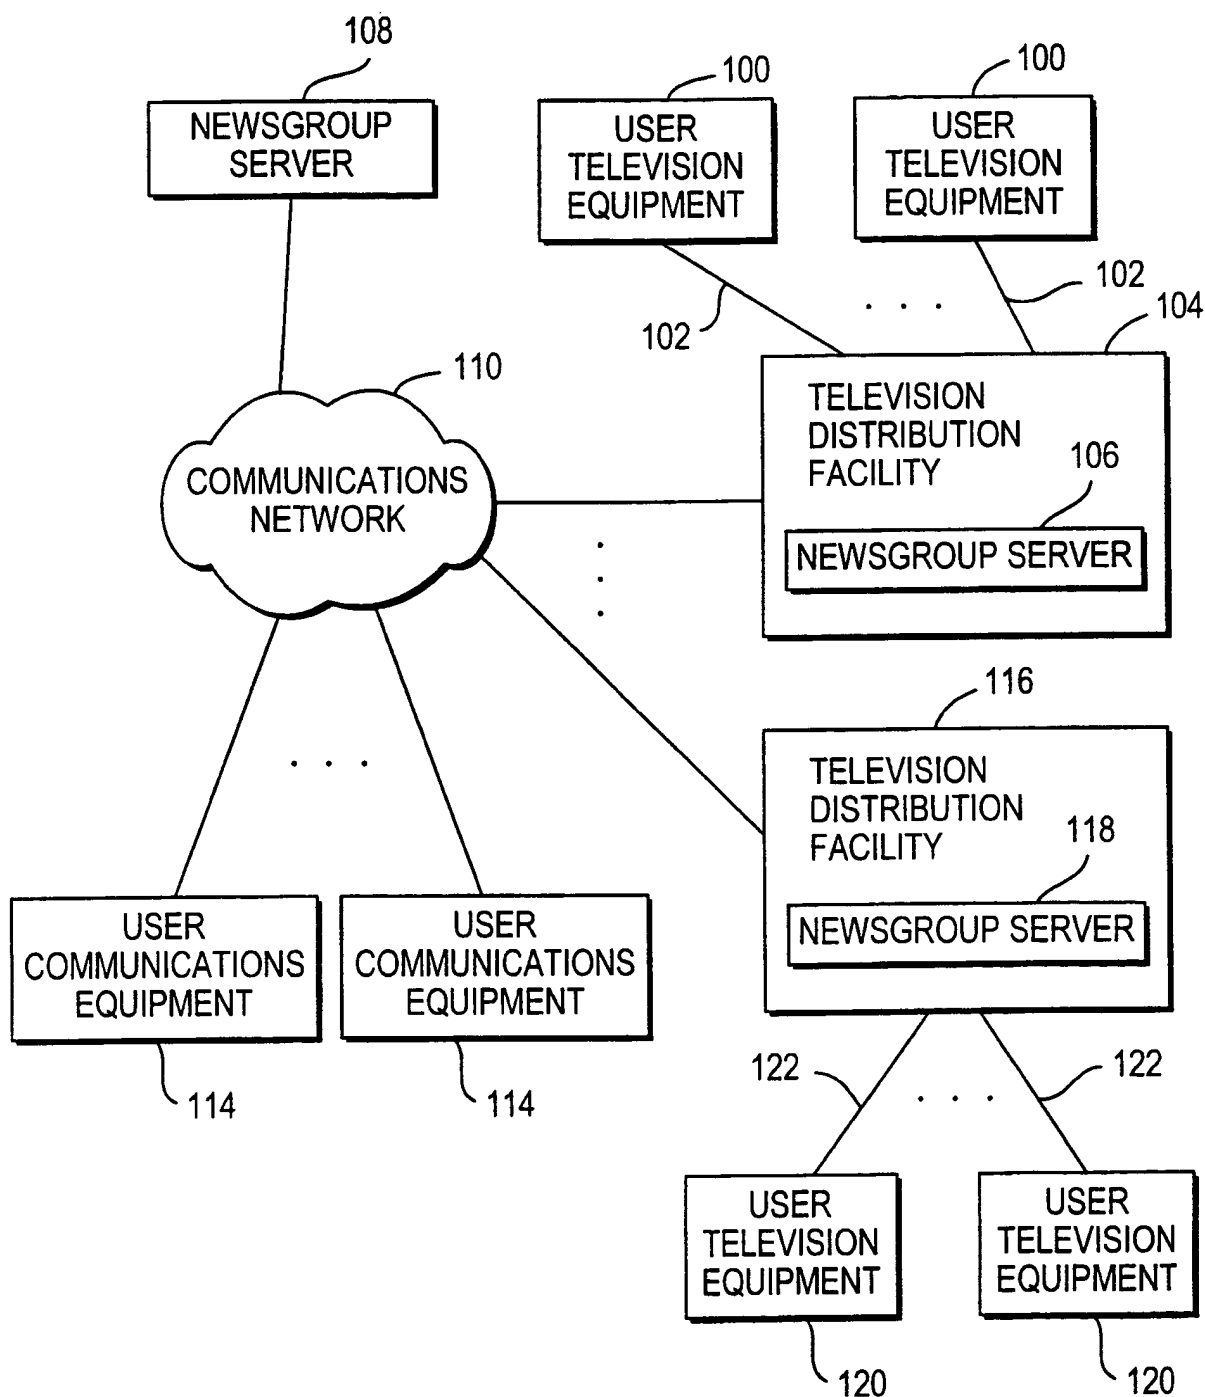 108
NEWSGROUP
SERVER
100
USER
TELEVISION
EQUIPMENT
100
USER
TELEVISION
EQUIPMENT
102
102
104
110
COMMUNICATIONS
NETWORK
TELEVISION
DISTRIBUTION
FACILITY
106
NEWSGROUP SERVER
116
TELEVISION
DISTRIBUTION
FACILITY
118
NEWSGROUP SERVER
USER
COMMUNICATIONS
EQUIPMENT
114
USER
COMMUNICATIONS
EQUIPMENT
114
122
122
USER
TELEVISION
EQUIPMENT
120
USER
TELEVISION
EQUIPMENT
120